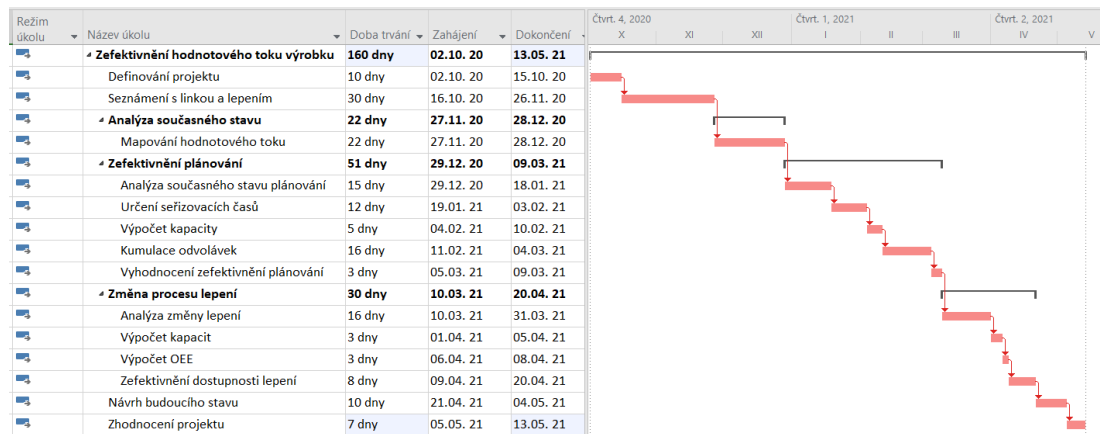 Režim úkolu Název úkolu Doba trvání Zahájení Dokončení
Čtvrt. 4, 2020 Čtvrt. 1, 2021 Čtvrt. 2, 2021
X XI XII I II III IV V
Zefektivnění hodnotového toku výrobku 160 dny 02.10. 20 13.05. 21
Definování projektu 10 dny 02.10. 20 15.10. 20
Seznámení s linkou a lepením 30 dny 16.10. 20 26.11. 20
Analýza současného stavu 22 dny 27.11. 20 28.12. 20
Mapování hodnotového toku 22 dny 27.11. 20 28.12. 20
Zefektivnění plánování 51 dny 29.12. 20 09.03. 21
Analýza současného stavu plánování 15 dny 29.12. 20 18.01. 21
Určení seřizovacích časů 12 dny 19.01. 21 03.02. 21
Výpočet kapacity 5 dny 04.02. 21 10.02. 21
Kumulace odvolávek 16 dny 11.02. 21 04.03. 21
Vyhodnocení zefektivnění plánování 3 dny 05.03. 21 09.03. 21
Změna procesu lepení 30 dny 10.03. 21 20.04. 21
Analýza změny lepení 16 dny 10.03. 21 31.03. 21
Výpočet kapacit 3 dny 01.04. 21 05.04. 21
Výpočet OEE 3 dny 06.04. 21 08.04. 21
Zefektivnění dostupnosti lepení 8 dny 09.04. 21 20.04. 21
Návrh budoucího stavu 10 dny 21.04. 21 04.05. 21
Zhodnocení projektu 7 dny 05.05. 21 13.05. 21